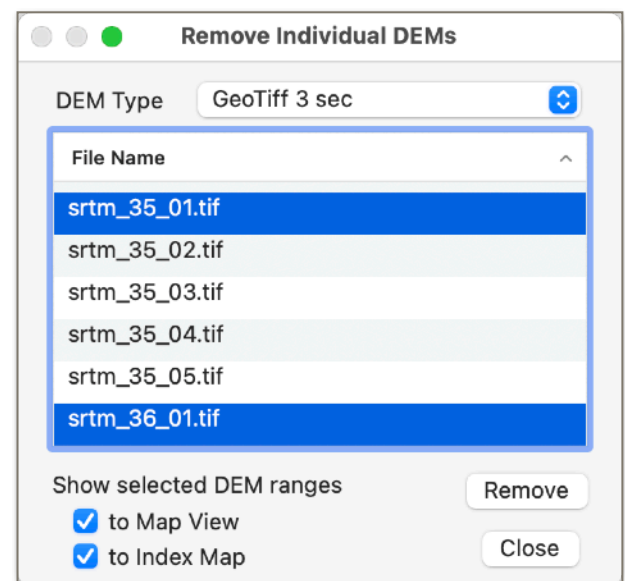 Remove Individual DEMs
DEM Type GeoTiff 3 sec
File Name
srtm_35_01.tif
srtm_35_02.tif
srtm_35_03.tif
srtm_35_04.tif
srtm_35_05.tif
srtm_36_01.tif
Show selected DEM ranges
Remove
to Map View
to Index Map
Close